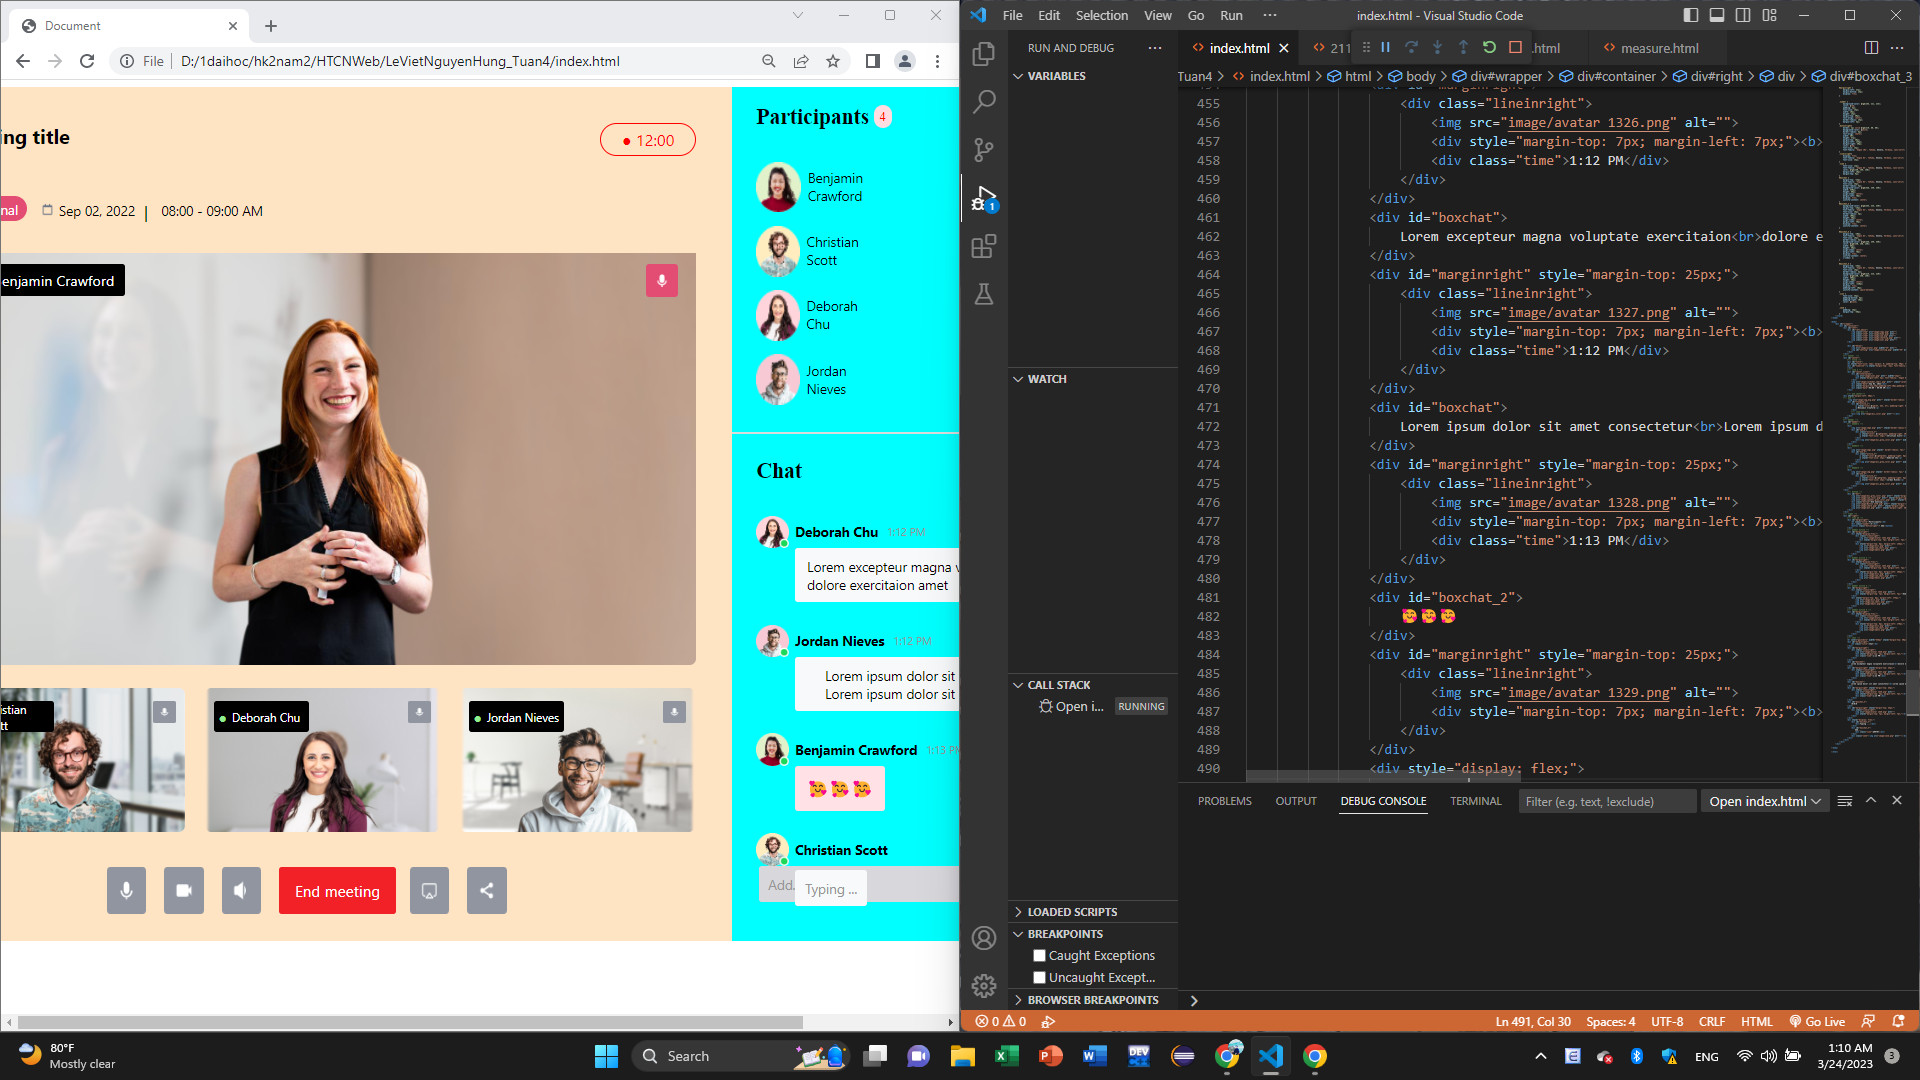 Document
File
D:/1daihoc/hk2nam2/HTCNWeb/LeVietNguyenHung_Tuan4/index.html
ing title
● 12:00
nal
Sep 02, 2022 | 08:00 - 09:00 AM
enjamin Crawford
stian
tt
● Deborah Chu
● Jordan Nieves
End meeting
Participants 4
Benjamin
Crawford
Christian
Scott
Deborah
Chu
Jordan
Nieves
Chat
Deborah Chu 1:12 PM
Lorem excepteur magna v
dolore exercitaion amet
Jordan Nieves 1:12 PM
Lorem ipsum dolor sit
Lorem ipsum dolor sit
Benjamin Crawford 1:13 PM
🥰🥰🥰
Christian Scott
Add.
Typing ...
File Edit Selection View Go Run ···
index.html - Visual Studio Code
RUN AND DEBUG ···
VARIABLES
WATCH
CALL STACK
Open i... RUNNING
LOADED SCRIPTS
BREAKPOINTS
Caught Exceptions
Uncaught Except...
BROWSER BREAKPOINTS
1
index.html
211
.html
measure.html
Tuan4 > index.html > html > body > div#wrapper > div#container > div#right > div > div#boxchat_3
455 <div class="lineinright">
456 <img src="image/avatar 1326.png" alt="">
457 <div style="margin-top: 7px; margin-left: 7px;"><b>
458 <div class="time">1:12 PM</div>
459 </div>
460 </div>
461 <div id="boxchat">
462 Lorem excepteur magna voluptate exercitaion<br>dolore e
463 </div>
464 <div id="marginright" style="margin-top: 25px;">
465 <div class="lineinright">
466 <img src="image/avatar 1327.png" alt="">
467 <div style="margin-top: 7px; margin-left: 7px;"><b>
468 <div class="time">1:12 PM</div>
469 </div>
470 </div>
471 <div id="boxchat">
472 Lorem ipsum dolor sit amet consectetur<br>Lorem ipsum d
473 </div>
474 <div id="marginright" style="margin-top: 25px;">
475 <div class="lineinright">
476 <img src="image/avatar 1328.png" alt="">
477 <div style="margin-top: 7px; margin-left: 7px;"><b>
478 <div class="time">1:13 PM</div>
479 </div>
480 </div>
481 <div id="boxchat_2">
482 🥰🥰🥰
483 </div>
484 <div id="marginright" style="margin-top: 25px;">
485 <div class="lineinright">
486 <img src="image/avatar 1329.png" alt="">
487 <div style="margin-top: 7px; margin-left: 7px;"><b>
488 </div>
489 </div>
490 <div style="display: flex;">
PROBLEMS OUTPUT DEBUG CONSOLE TERMINAL
Filter (e.g. text, !exclude)
Open index.html
0 0
Ln 491, Col 30 Spaces: 4 UTF-8 CRLF HTML Go Live
80°F
Mostly clear
Search
DEV
ENG
1:10 AM
3/24/2023
3